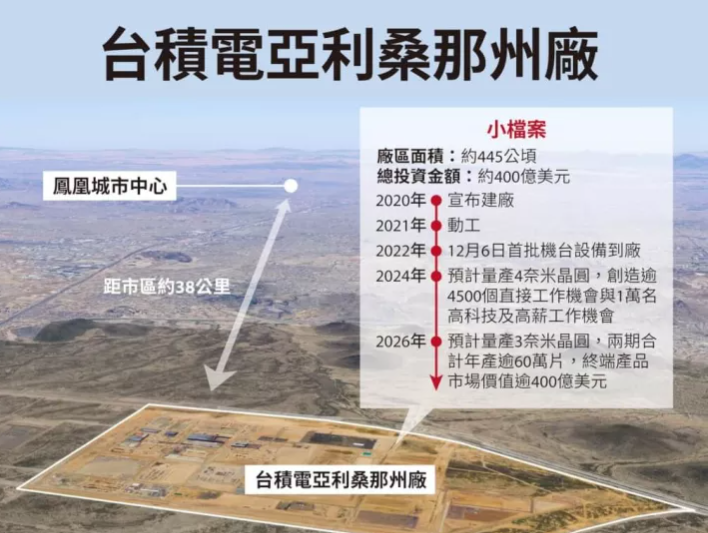 台積電亞利桑那州廠
小檔案
廠區面積：約445公頃
總投資金額：約400億美元
2020年 宣布建廠
2021年 動工
2022年 12月6日首批機台設備到廠
2024年 預計量產4奈米晶圓，創造逾
4500個直接工作機會與1萬名
高科技及高薪工作機會
2026年 預計量產3奈米晶圓，兩期合
計年產逾60萬片，終端產品
市場價值逾400億美元
鳳凰城市中心
距市區約38公里
台積電亞利桑那州廠